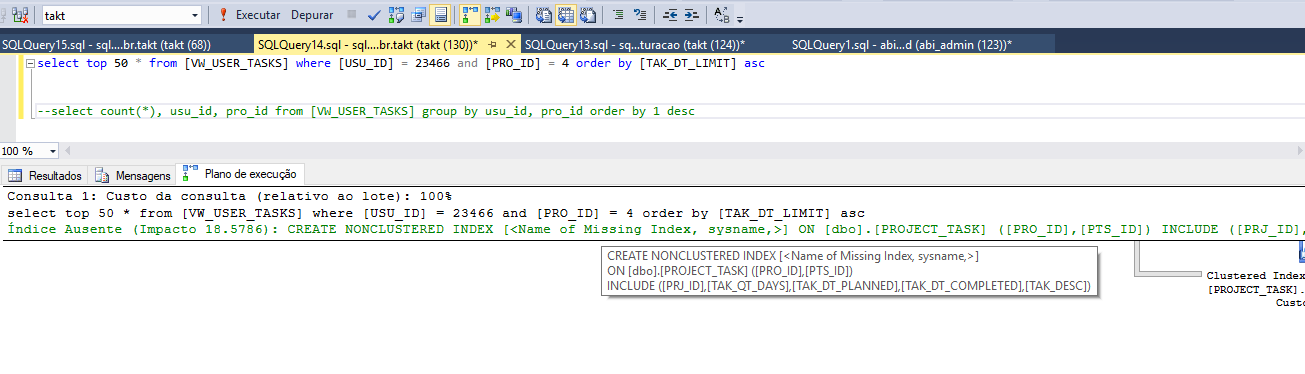 takt
Executar Depurar
SQLQuery15.sql - sql....br.takt (takt (68))
SQLQuery14.sql - sql....br.takt (takt (130))*
SQLQuery13.sql - sq...turacao (takt (124))*
SQLQuery1.sql - abi...d (abi_admin (123))*
select top 50 * from [VW_USER_TASKS] where [USU_ID] = 23466 and [PRO_ID] = 4 order by [TAK_DT_LIMIT] asc
--select count(*), usu_id, pro_id from [VW_USER_TASKS] group by usu_id, pro_id order by 1 desc
100 %
Resultados Mensagens Plano de execução
Consulta 1: Custo da consulta (relativo ao lote): 100%
select top 50 * from [VW_USER_TASKS] where [USU_ID] = 23466 and [PRO_ID] = 4 order by [TAK_DT_LIMIT] asc
Índice Ausente (Impacto 18.5786): CREATE NONCLUSTERED INDEX [<Name of Missing Index, sysname,>] ON [dbo].[PROJECT_TASK] ([PRO_ID],[PTS_ID]) INCLUDE ([PRJ_ID],
CREATE NONCLUSTERED INDEX [<Name of Missing Index, sysname,>]
ON [dbo].[PROJECT_TASK] ([PRO_ID],[PTS_ID])
INCLUDE ([PRJ_ID],[TAK_QT_DAYS],[TAK_DT_PLANNED],[TAK_DT_COMPLETED],[TAK_DESC])
Clustered Index
[PROJECT_TASK].
Custo